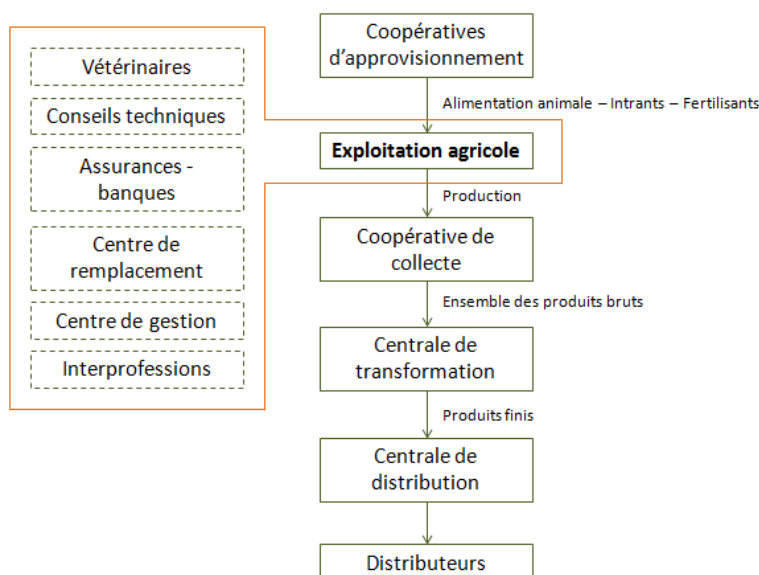 Vétérinaires
Conseils techniques
Assurances -
banques
Centre de
remplacement
Centre de gestion
Interprofessions
Coopératives
d'approvisionnement
Alimentation animale – Intrants – Fertilisants
Exploitation agricole
Production
Coopérative de
collecte
Ensemble des produits bruts
Centrale de
transformation
Produits finis
Centrale de
distribution
Distributeurs